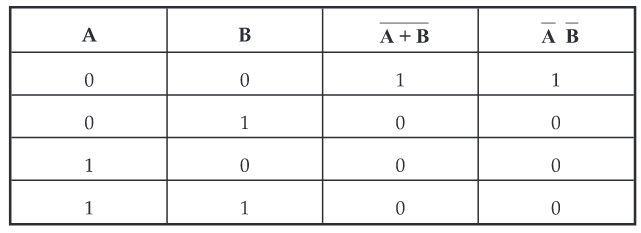 A B A̅ ̅+̅ ̅B̅ A̅ B̅
0 0 1 1
0 1 0 0
1 0 0 0
1 1 0 0